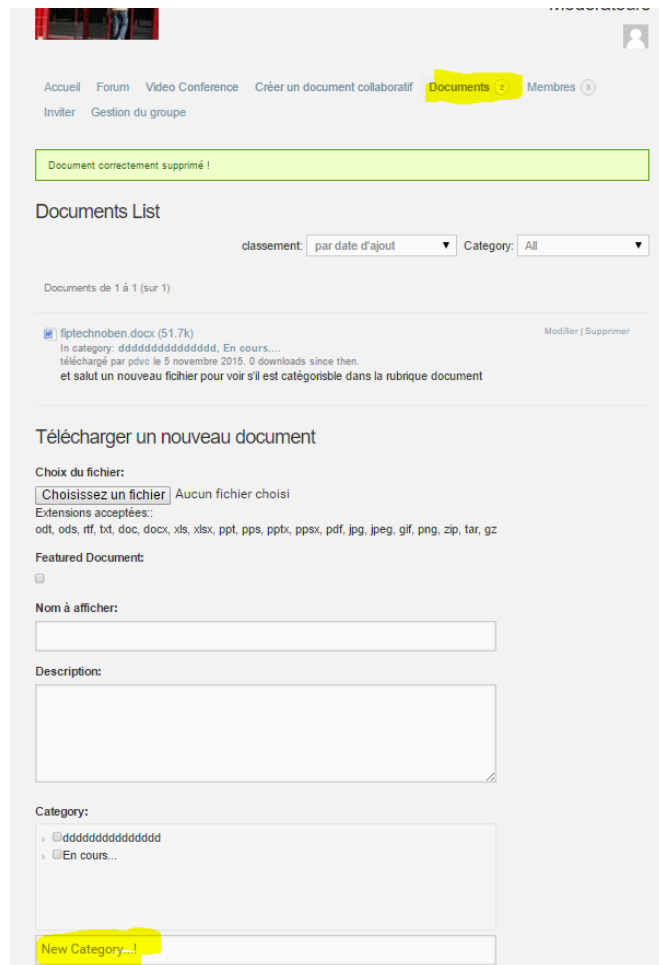 Modérateurs
Accueil Forum Video Conference Créer un document collaboratif Documents 2 Membres 3
Inviter Gestion du groupe
Document correctement supprimé !
Documents List
classement: par date d'ajout ▼ Category: All ▼
Documents de 1 à 1 (sur 1)
fiptechnoben.docx (51.7k) Modifier | Supprimer
In category: ddddddddddddddd, En cours....
téléchargé par pdvc le 5 novembre 2015. 0 downloads since then.
et salut un nouveau ficihier pour voir s'il est catégorisble dans la rubrique document
Télécharger un nouveau document
Choix du fichier:
Choisissez un fichier Aucun fichier choisi
Extensions acceptées::
odt, ods, rtf, txt, doc, docx, xls, xlsx, ppt, pps, pptx, ppsx, pdf, jpg, jpeg, gif, png, zip, tar, gz
Featured Document:
Nom à afficher:
Description:
Category:
› ddddddddddddddd
› En cours...
New Category...!